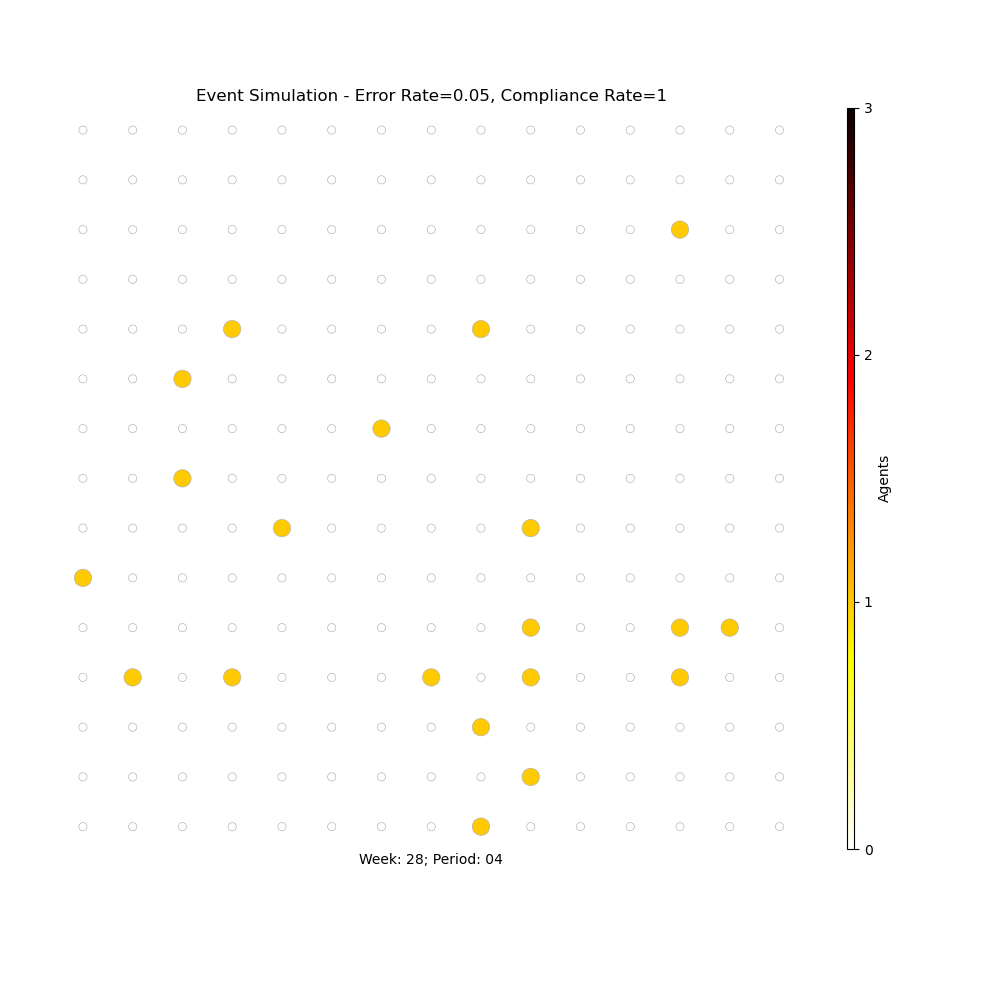 Event Simulation - Error Rate=0.05, Compliance Rate=1
3
2
Agents
1
0
Week: 28; Period: 04